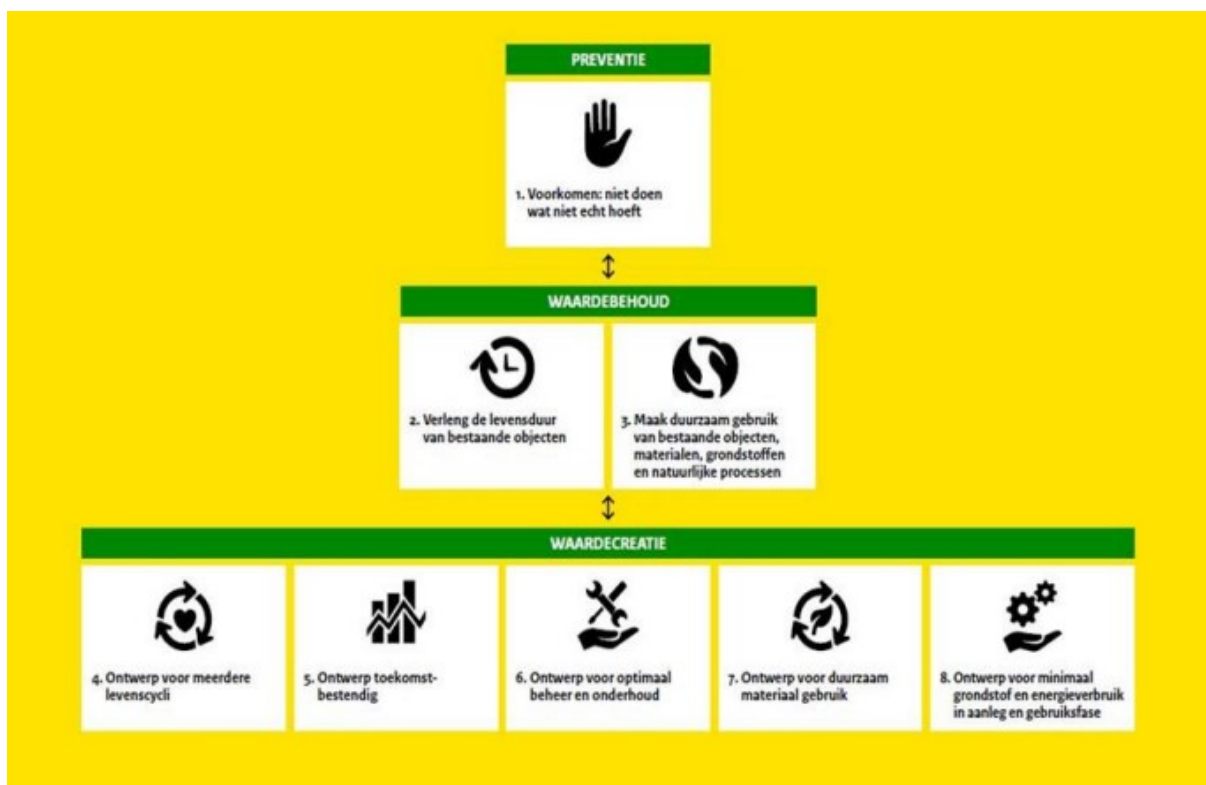 PREVENTIE
1. Voorkomen: niet doen
wat niet echt hoeft
WAARDEBEHOUD
2. Verleng de levensduur
van bestaande objecten
3. Maak duurzaam gebruik
van bestaande objecten,
materialen, grondstoffen
en natuurlijke processen
WAARDECREATIE
4. Ontwerp voor meerdere
levenscycli
5. Ontwerp toekomst-
bestendig
6. Ontwerp voor optimaal
beheer en onderhoud
7. Ontwerp voor duurzaam
materiaal gebruik
8. Ontwerp voor minimaal
grondstof en energieverbruik
in aanleg en gebruiksfase